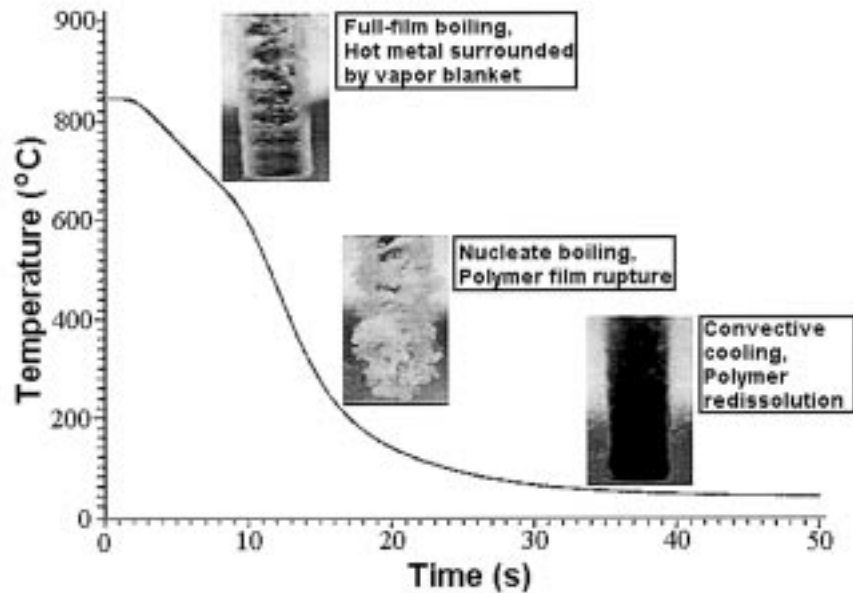 900
800
600
400
200
0
Temperature (°C)
Full-film boiling,
Hot metal surrounded
by vapor blanket
Nucleate boiling,
Polymer film rupture
Convective
cooling,
Polymer
redissolution
0 10 20 30 40 50
Time (s)